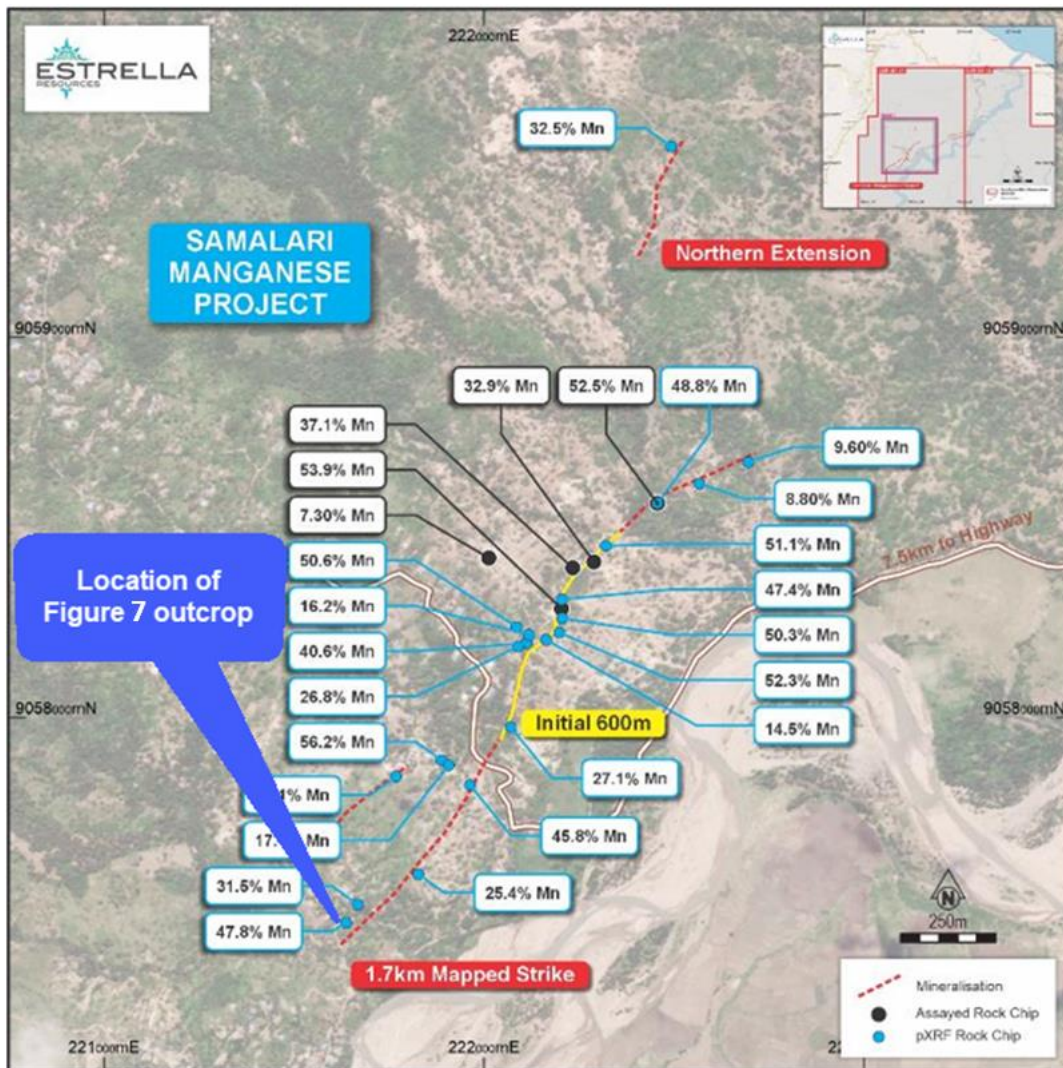 ESTRELLA
RESOURCES
222000mE
32.5% Mn
SAMALARI
MANGANESE
PROJECT
Northern Extension
9059000mN
9059000mN
32.9% Mn
52.5% Mn
48.8% Mn
37.1% Mn
9.60% Mn
53.9% Mn
8.80% Mn
7.30% Mn
7.5km to Highway
51.1% Mn
50.6% Mn
Location of
Figure 7 outcrop
47.4% Mn
16.2% Mn
50.3% Mn
40.6% Mn
52.3% Mn
26.8% Mn
9058000mN
9058000mN
Initial 600m
14.5% Mn
56.2% Mn
27.1% Mn
% Mn
Mn
45.8% Mn
31.5% Mn
25.4% Mn
47.8% Mn
N
250m
1.7km Mapped Strike
Mineralisation
Assayed Rock Chip
pXRF Rock Chip
221000mE
222000mE